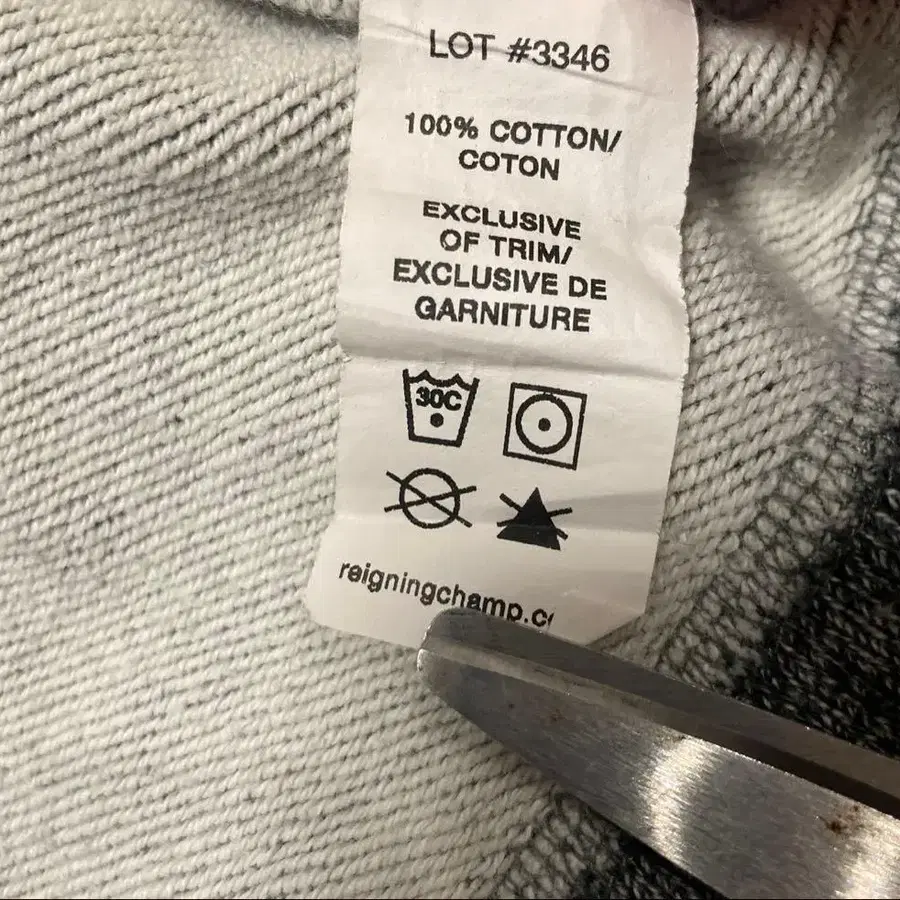 LOT #3346
100% COTTON/
COTON
EXCLUSIVE
OF TRIM/
EXCLUSIVE DE
GARNITURE
30C
reigningchamp.c